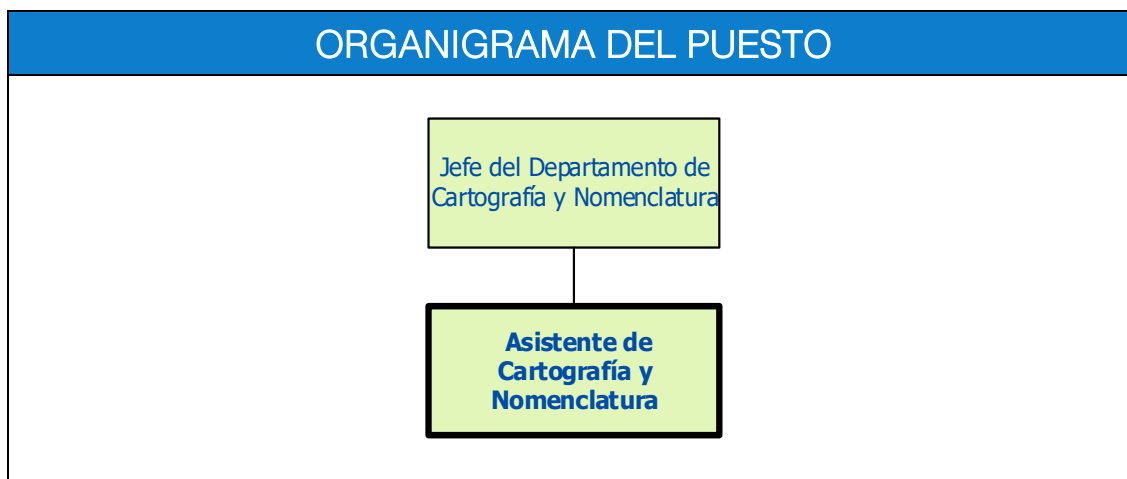 ORGANIGRAMA DEL PUESTO
Jefe del Departamento de
Cartografía y Nomenclatura
Asistente de
Cartografía y
Nomenclatura